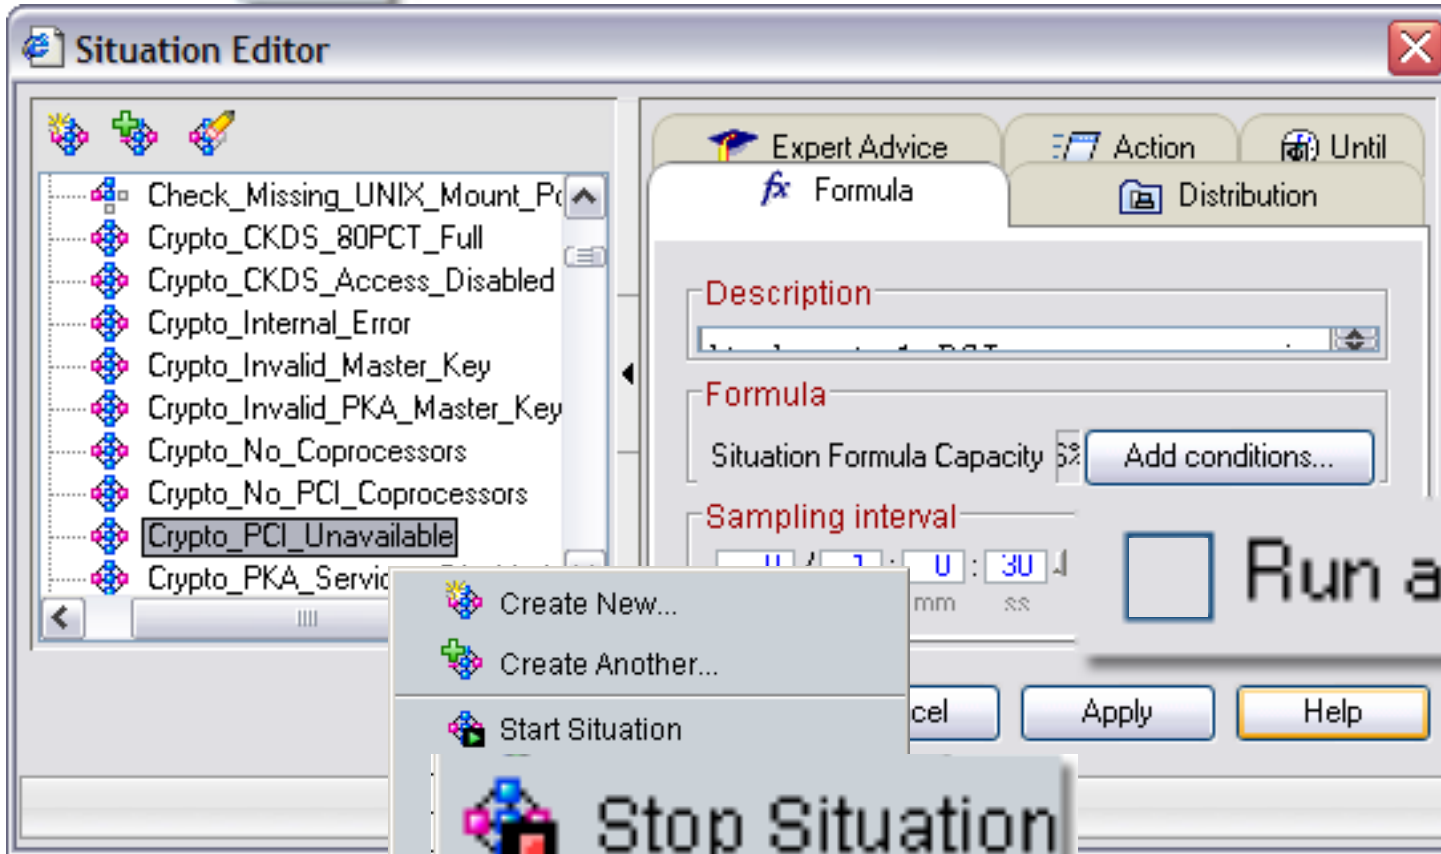 Situation Editor
Expert Advice
Action
Until
Formula
Distribution
Check_Missing_UNIX_Mount_
Crypto_CKDS_80PCT_Full
Crypto_CKDS_Access_Disabled
Crypto_Internal_Error
Crypto_Invalid_Master_Key
Crypto_Invalid_PKA_Master_Key
Crypto_No_Coprocessors
Crypto_No_PCI_Coprocessors
Crypto_PCI_Unavailable
Crypto_PKA_Servic
Description
Formula
Situation Formula Capacity
Add conditions...
Sampling interval
0 : 30
mm ss
Run a
Create New...
Create Another...
Start Situation
Stop Situation
cel
Apply
Help